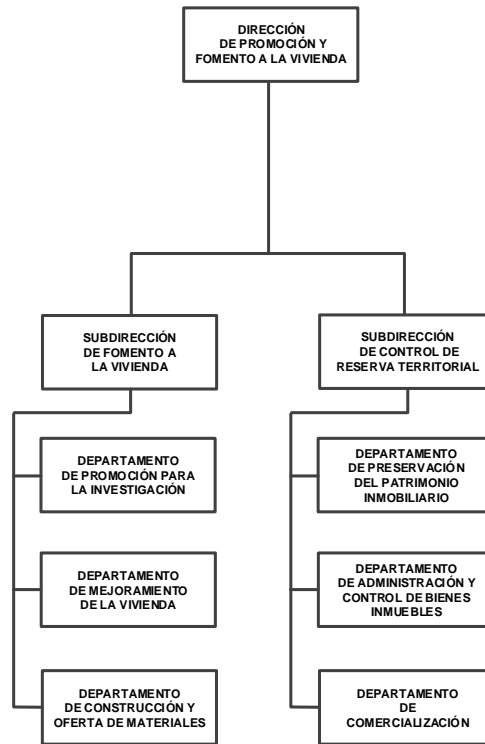 DIRECCIÓN
DE PROMOCIÓN Y
FOMENTO A LA VIVIENDA
SUBDIRECCIÓN
DE FOMENTO A
LA VIVIENDA
SUBDIRECCIÓN
DE CONTROL DE
RESERVA TERRITORIAL
DEPARTAMENTO
DE PROMOCIÓN PARA
LA INVESTIGACIÓN
DEPARTAMENTO
DE PRESERVACIÓN
DEL PATRIMONIO
INMOBILIARIO
DEPARTAMENTO
DE MEJORAMIENTO
DE LA VIVIENDA
DEPARTAMENTO
DE ADMINISTRACIÓN Y
CONTROL DE BIENES
INMUEBLES
DEPARTAMENTO
DE CONSTRUCCIÓN Y
OFERTA DE MATERIALES
DEPARTAMENTO
DE
COMERCIALIZACIÓN